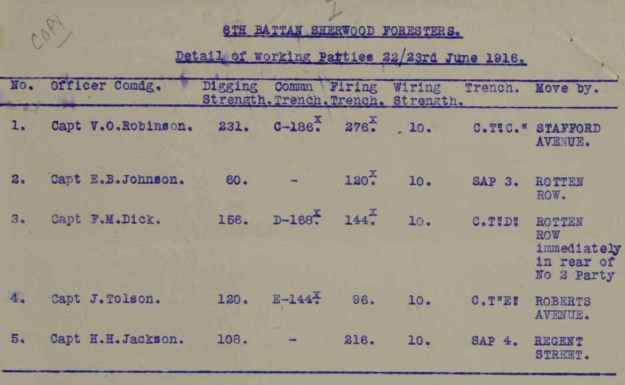 COPY
6TH BATTAN SHERWOOD FORESTERS.
Detail of Working Parties 22/23rd June 1916.
No. Officer Comdg. Digging Commn Firing Wiring Trench. Move by.
Strength. Trench. Trench. Strength.
1. Capt V.O.Robinson. 231. C-186.x 276.x 10. C.T"C." STAFFORD
AVENUE.
2. Capt E.B.Johnson. 60. - 120.x 10. SAP 3. ROTTEN
ROW.
3. Capt F.M.Dick. 156. D-168.x 144.x 10. C.T"D" ROTTEN
ROW
immediately
in rear of
No 2 Party
4. Capt J.Tolson. 120. E-144.x 96. 10. C.T"E" ROBERTS
AVENUE.
5. Capt H.H.Jackson. 108. - 216. 10. SAP 4. REGENT
STREET.